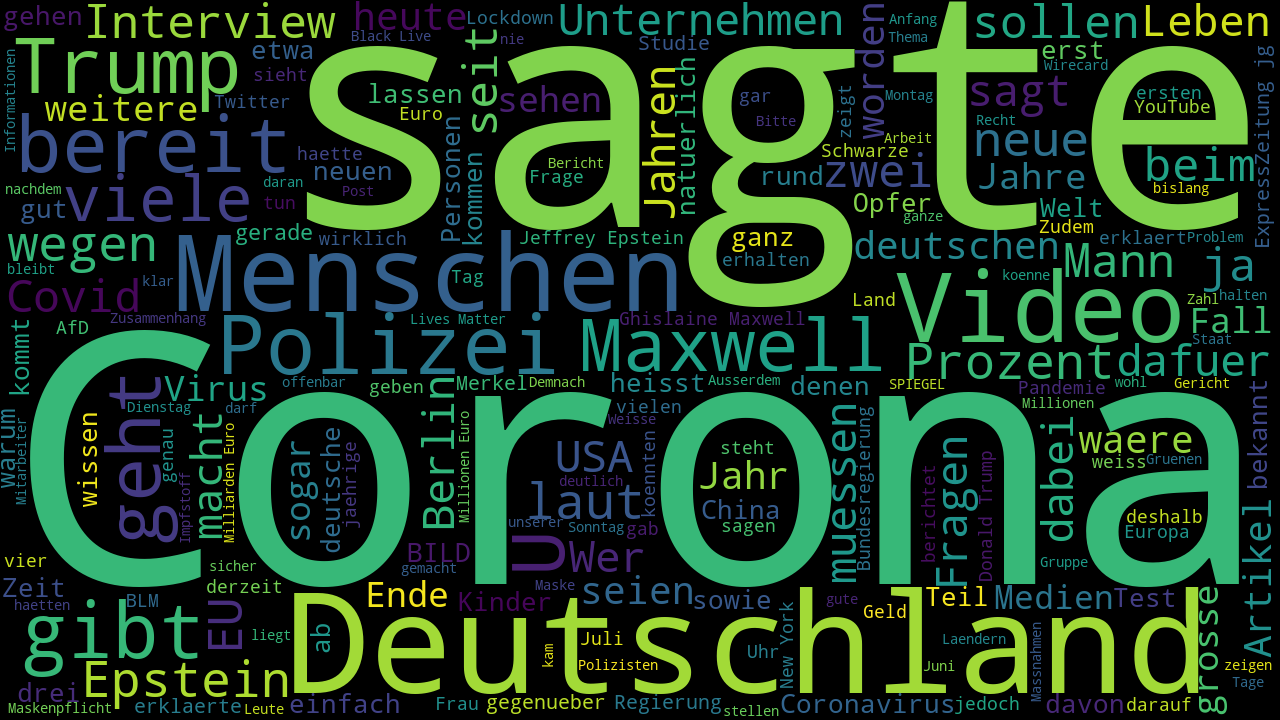 gehen
Interview
heute
Lockdown
Unternehmen
Anfang
sollen
Leben
Black Live
nie
Studie
Thema
Trump
etwa
sieht
seit
sagte
worden
erst
Wirecard
Informationen
weitere
Twitter
lassen
Euro
sehen
Jahren
natuerlich
gar
Bitte
zeigt
Montag
sagt
ersten
YouTube
Expresszeitung jg
bereit
haette
neuen
Personen
kommen
Bericht
Frage
Arbeit
Schwarze
Recht
neue
beim
nachdem
viele
daran
Post
rund
zwei
Jahre
bislang
gut
tun
Opfer
ganze
Welt
Zudem
wegen
gerade
wirklich
Jeffrey Epstein
ganz
erhalten
deutschen
erklaert
Problem
Mann
ja
bleibt
klar
Menschen
Tag
koenne
Covid
Land
Video
Zahl
halten
AfD
Zusammenhang
Lives Matter
Ghislaine Maxwell
Fall
Staat
kommt
Polizei
Maxwell
Prozent
dafuer
Virus
offenbar
geben
Merkel
Demnach
heisst
Ausserdem
denen
SPIEGEL
Pandemie
wohl
Gericht
Warum
Mitarbeiter
wissen
geht
Dienstag
darf
Berlin
vielen
Weisse
Millionen
bekannt
Corona
genau
Impfstoff
macht
Milliarden Euro
sogar
deutsche
jaehrige
Millionen Euro
USA
deutlich
koennten
steht
Jahr
muessen
Bundesregierung
berichtet
Fragen
Donald Trump
dabei
waere
weiss
Gruenen
laut
China
sagen
deshalb
Europa
unserer
Sonntag
gab
U
Wer
BILD
vier
sicher
gemacht
Maske
Gruppe
Artikel
Zeit
derzeit
haetten
BLM
Ende
Kinder
seien
sowie
gute
Geld
Teil
Medien
Test
grosse
gibt
EU
liegt
ab
Deutschland
kam
Juli
Polizisten
New York
Uhr
Laendern
Juni
Massnahmen
zeigen
Tage
drei
Epstein
Maskenpflicht
erklaerte
Leute
einfach
Frau
gegenueber
Regierung
stellen
Coronavirus
jedoch
davon
darauf